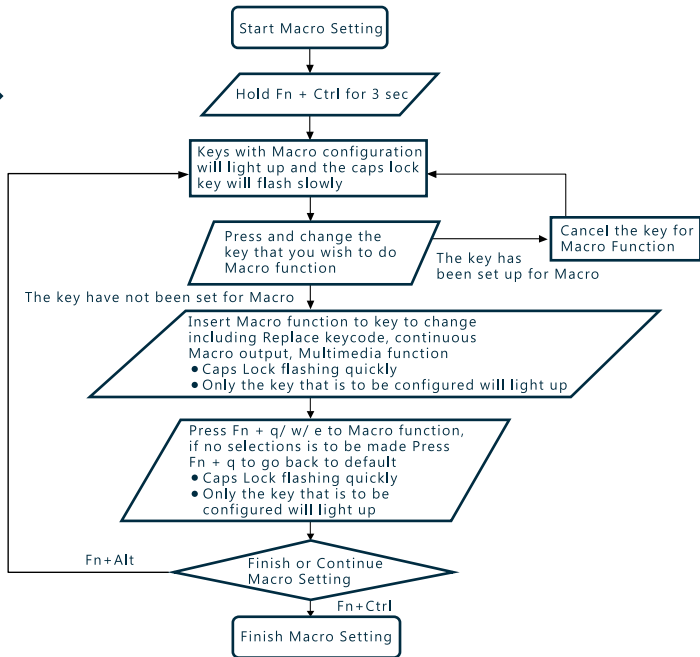 Start Macro Setting
Hold Fn + Ctrl for 3 sec
Keys with Macro configuration
will light up and the caps lock
key will flash slowly
Press and change the
key that you wish to do
Macro function
Cancel the key for
Macro Function
The key has
been set up for Macro
The key have not been set for Macro
Insert Macro function to key to change
including Replace keycode, continuous
Macro output, Multimedia function
• Caps Lock flashing quickly
• Only the key that is to be configured will light up
Press Fn + q/ w/ e to Macro function,
if no selections is to be made Press
Fn + q to go back to default
• Caps Lock flashing quickly
• Only the key that is to be
configured will light up
Fn+Alt
Finish or Continue
Macro Setting
Fn+Ctrl
Finish Macro Setting